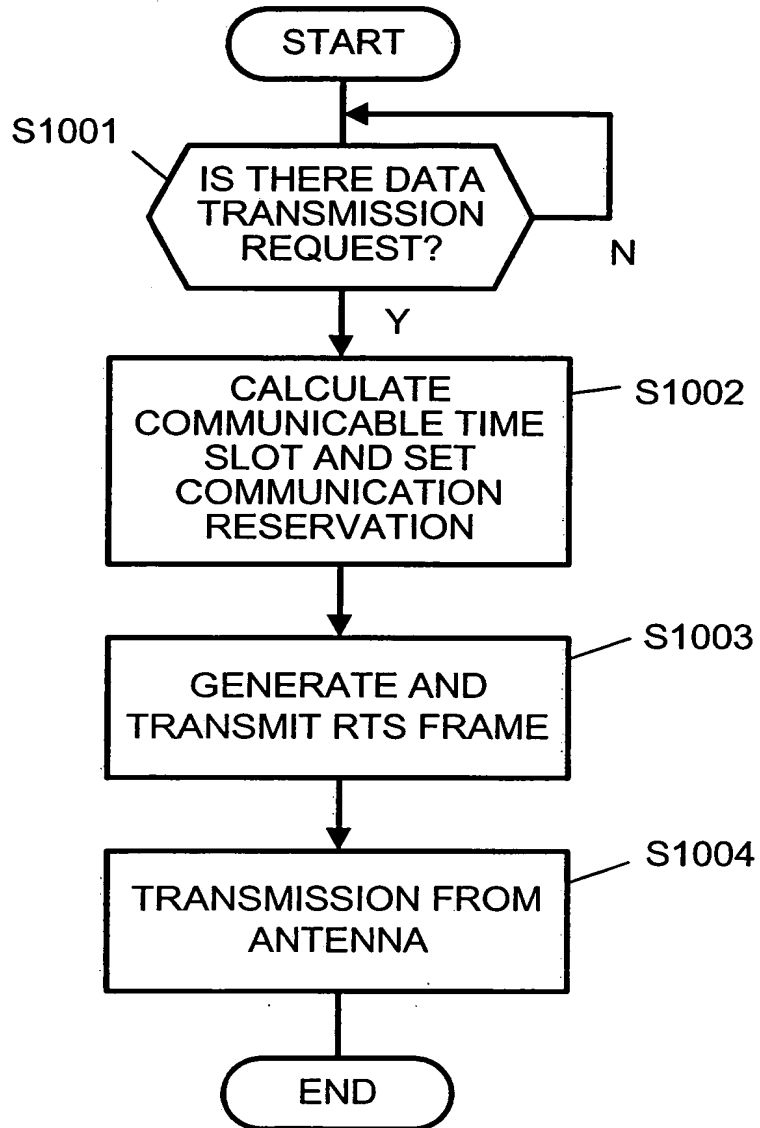 START
S1001
IS THERE DATA
TRANSMISSION
REQUEST?
N
Y
CALCULATE
COMMUNICABLE TIME
SLOT AND SET
COMMUNICATION
RESERVATION
S1002
GENERATE AND
TRANSMIT RTS FRAME
S1003
TRANSMISSION FROM
ANTENNA
S1004
END